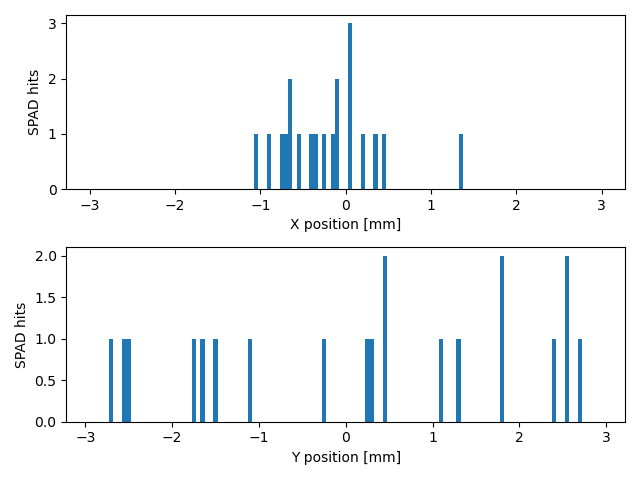 SPAD hits
3
2
1
0
−3 −2 −1 0 1 2 3
X position [mm]
SPAD hits
2.0
1.5
1.0
0.5
0.0
−3 −2 −1 0 1 2 3
Y position [mm]